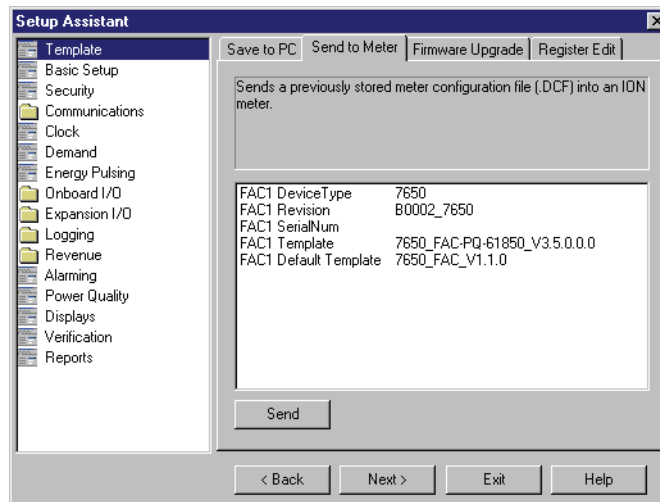 Setup Assistant
Template
Basic Setup
Security
Communications
Clock
Demand
Energy Pulsing
Onboard I/O
Expansion I/O
Logging
Revenue
Alarming
Power Quality
Displays
Verification
Reports
Save to PC
Send to Meter
Firmware Upgrade
Register Edit
Sends a previously stored meter configuration file (.DCF) into an ION
meter.
FAC1 DeviceType 7650
FAC1 Revision B0002_7650
FAC1 SerialNum
FAC1 Template 7650_FAC-PQ-61850_V3.5.0.0.0
FAC1 Default Template 7650_FAC_V1.1.0
Send
< Back
Next >
Exit
Help